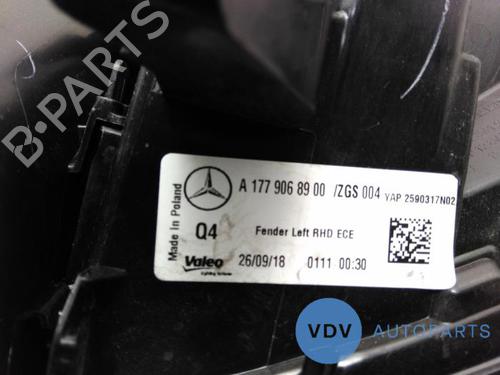 B-PARTS
Made in Poland
A 177 906 89 00 /ZGS 004 YAP 2590317N02
Q4 Fender Left RHD ECE
Valeo 26/09/18 0111 00:30
VDV AUTOPARTS